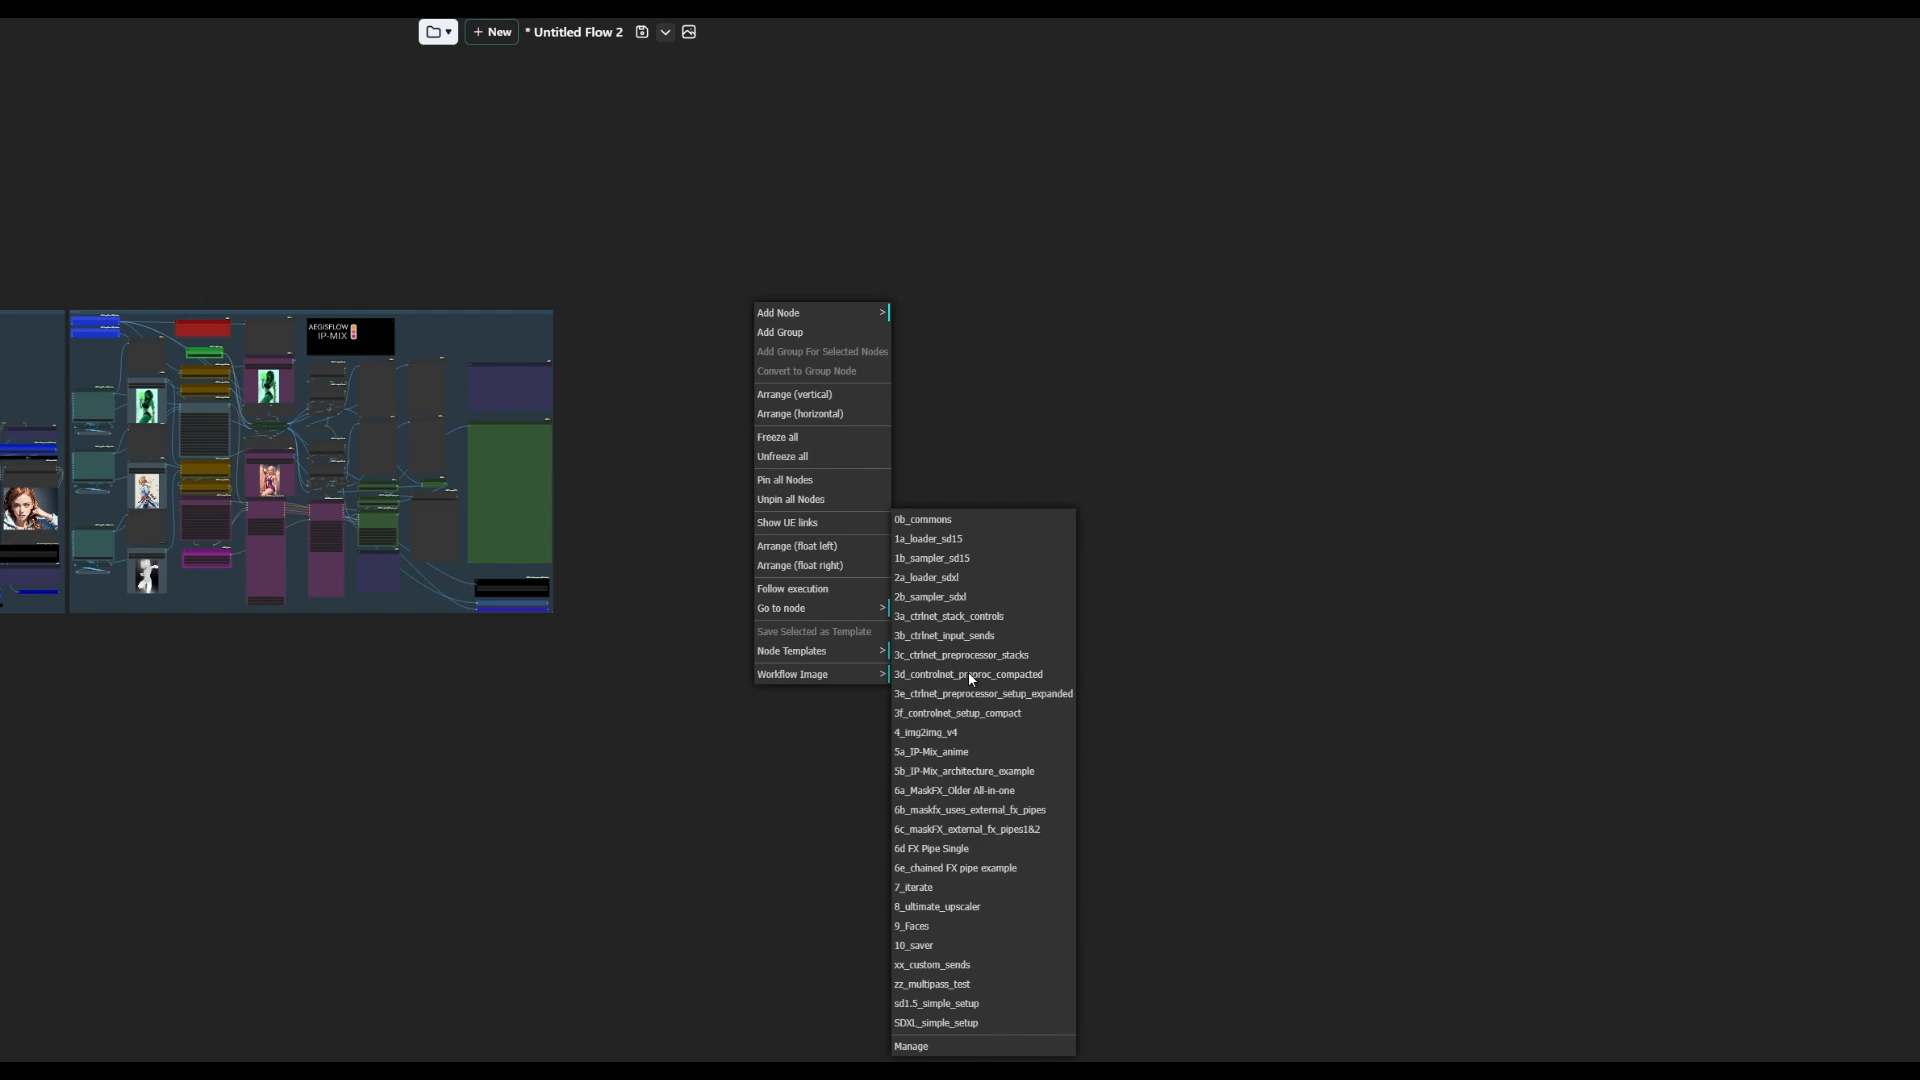 + New
* Untitled Flow 2
AEGISFLOW
IP-MIX
Add Node >
Add Group
Add Group For Selected Nodes
Convert to Group Node
Arrange (vertical)
Arrange (horizontal)
Freeze all
Unfreeze all
Pin all Nodes
Unpin all Nodes
Show UE links
Arrange (float left)
Arrange (float right)
Follow execution
Go to node >
Save Selected as Template
Node Templates >
Workflow Image >
0b_commons
1a_loader_sd15
1b_sampler_sd15
2a_loader_sdxl
2b_sampler_sdxl
3a_ctrlnet_stack_controls
3b_ctrlnet_input_sends
3c_ctrlnet_preprocessor_stacks
3d_controlnet_preproc_compacted
3e_ctrlnet_preprocessor_setup_expanded
3f_controlnet_setup_compact
4_img2img_v4
5a_IP-Mix_anime
5b_IP-Mix_architecture_example
6a_MaskFX_Older All-in-one
6b_maskfx_uses_external_fx_pipes
6c_maskFX_external_fx_pipes1&2
6d FX Pipe Single
6e_chained FX pipe example
7_iterate
8_ultimate_upscaler
9_Faces
10_saver
xx_custom_sends
zz_multipass_test
sd1.5_simple_setup
SDXL_simple_setup
Manage